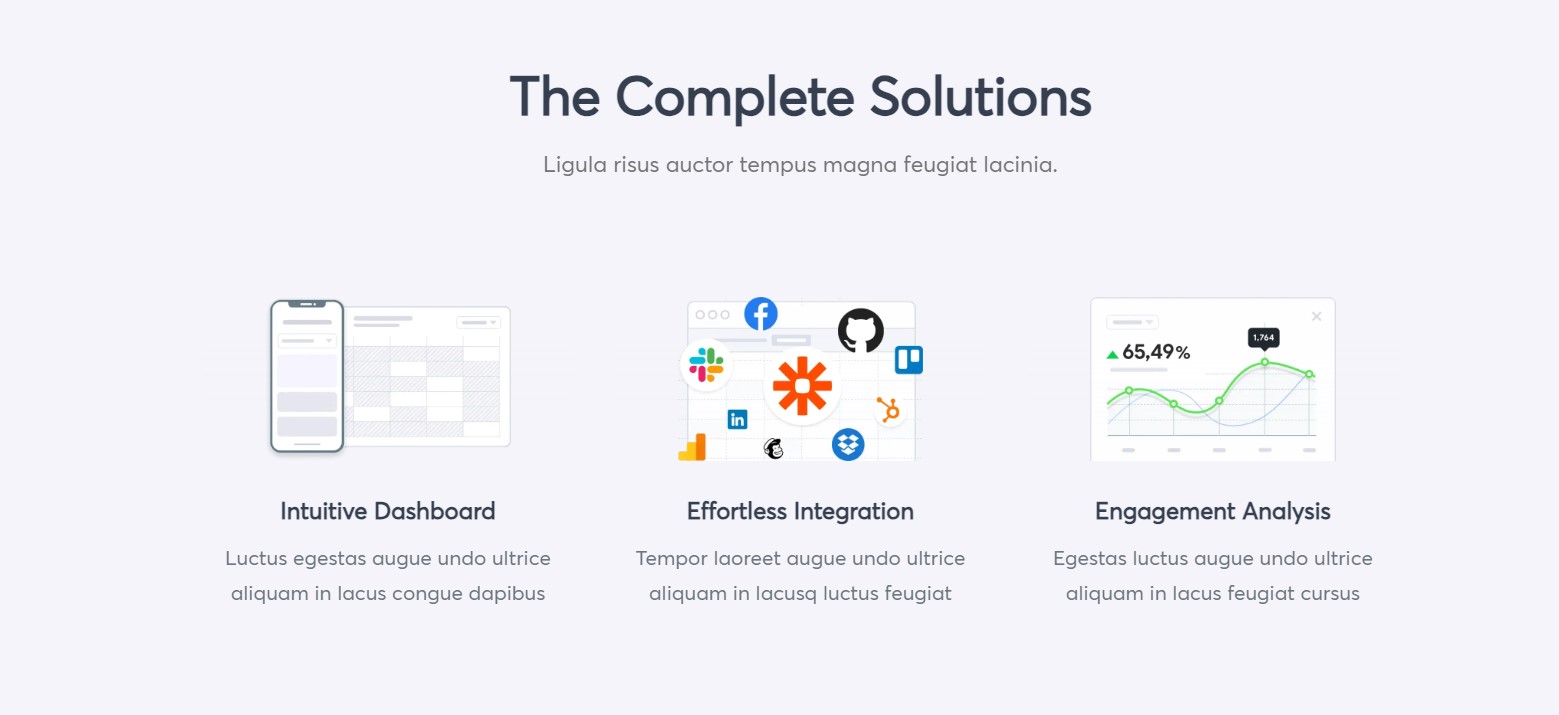 The Complete Solutions
Ligula risus auctor tempus magna feugiat lacinia.
65,49%
1,764
in
Intuitive Dashboard
Luctus egestas augue undo ultrice
aliquam in lacus congue dapibus
Effortless Integration
Tempor laoreet augue undo ultrice
aliquam in lacusq luctus feugiat
Engagement Analysis
Egestas luctus augue undo ultrice
aliquam in lacus feugiat cursus